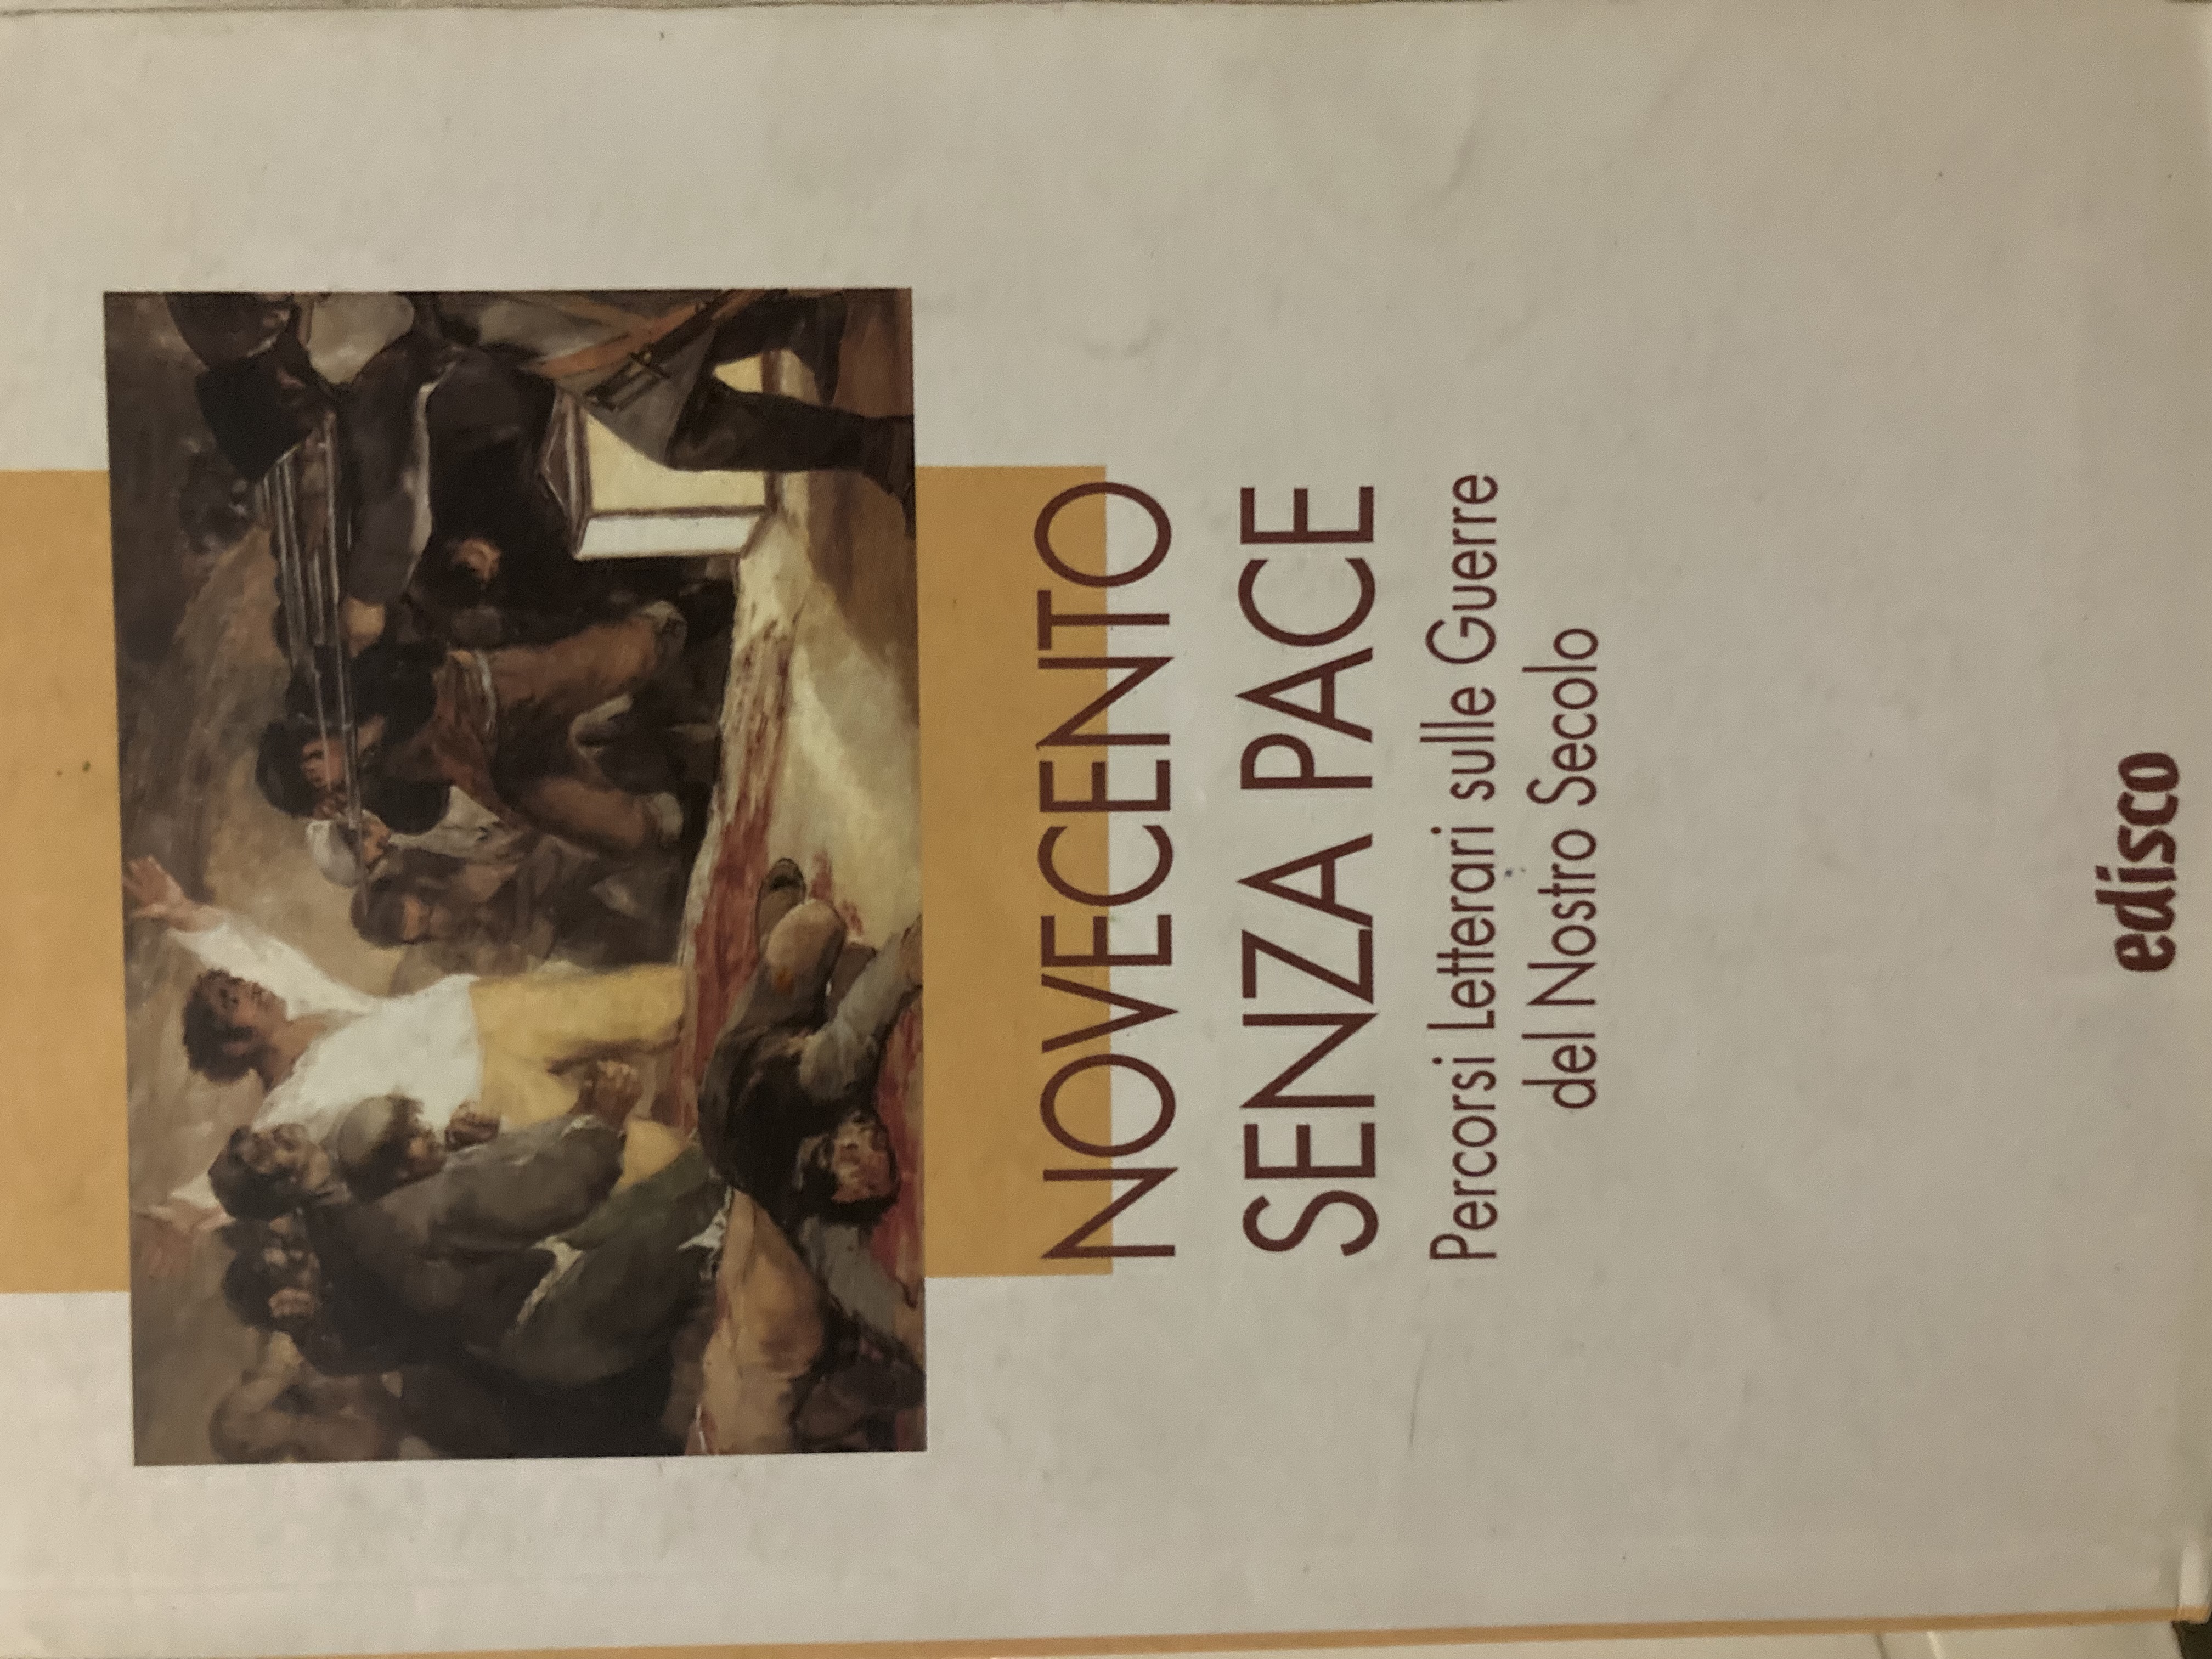 NOVECENTO
SENZA PACE
Percorsi Letterari sulle Guerre
del Nostro Secolo
edisco